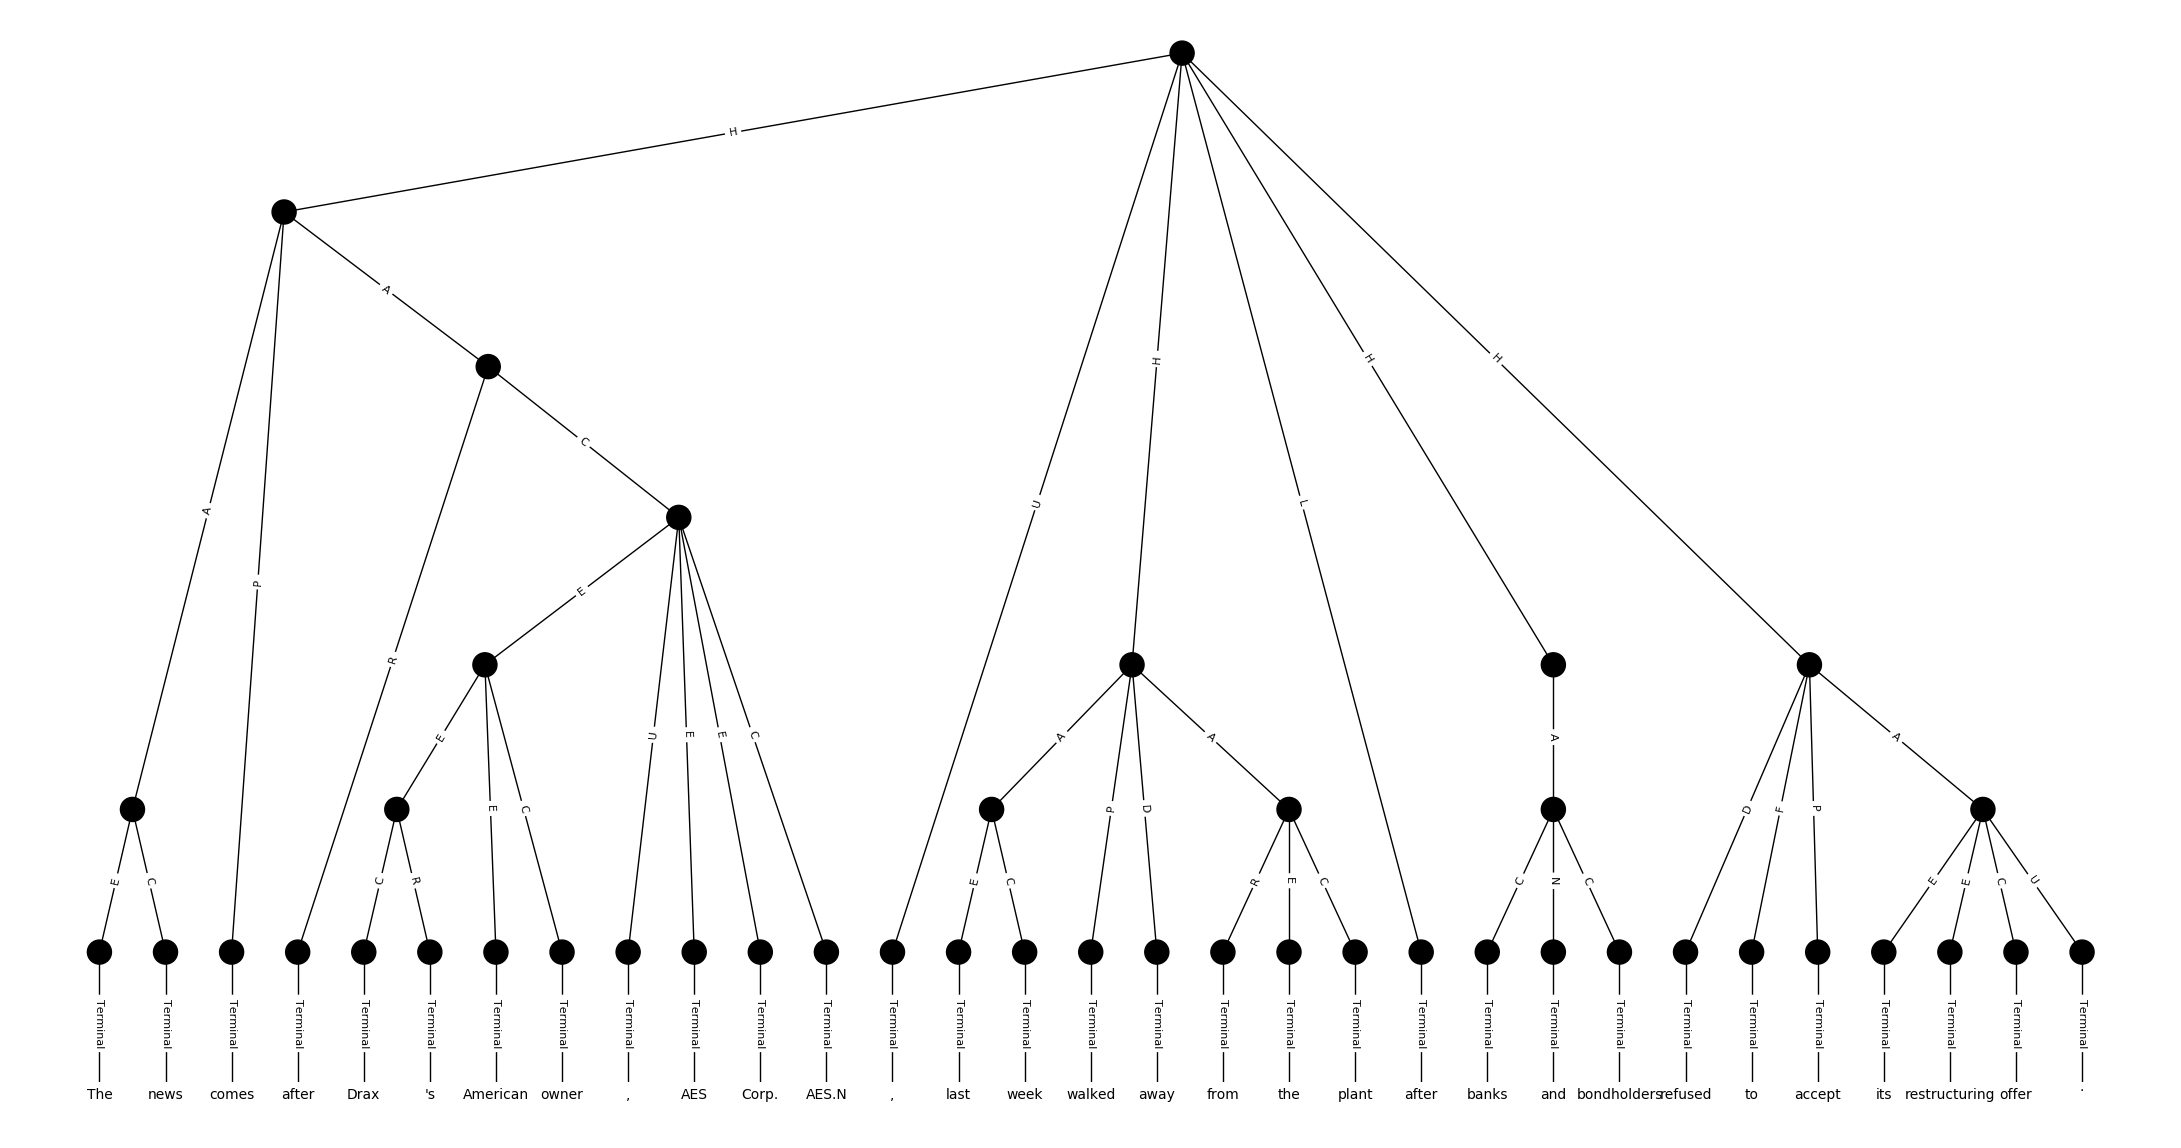 H
A
A
C
U
H
H
H
A
P
L
E
R
E
U
E
E
C
A
P
D
A
A
D
F
P
A
E
C
C
R
E
C
E
C
R
E
C
C
N
C
E
E
C
U
Terminal Terminal Terminal Terminal Terminal Terminal Terminal Terminal Terminal Terminal Terminal Terminal Terminal Terminal Terminal Terminal Terminal Terminal Terminal Terminal Terminal Terminal Terminal Terminal Terminal Terminal Terminal Terminal Terminal Terminal Terminal
The news comes after Drax 's American owner , AES Corp. AES.N , last week walked away from the plant after banks and bondholders refused to accept its restructuring offer .